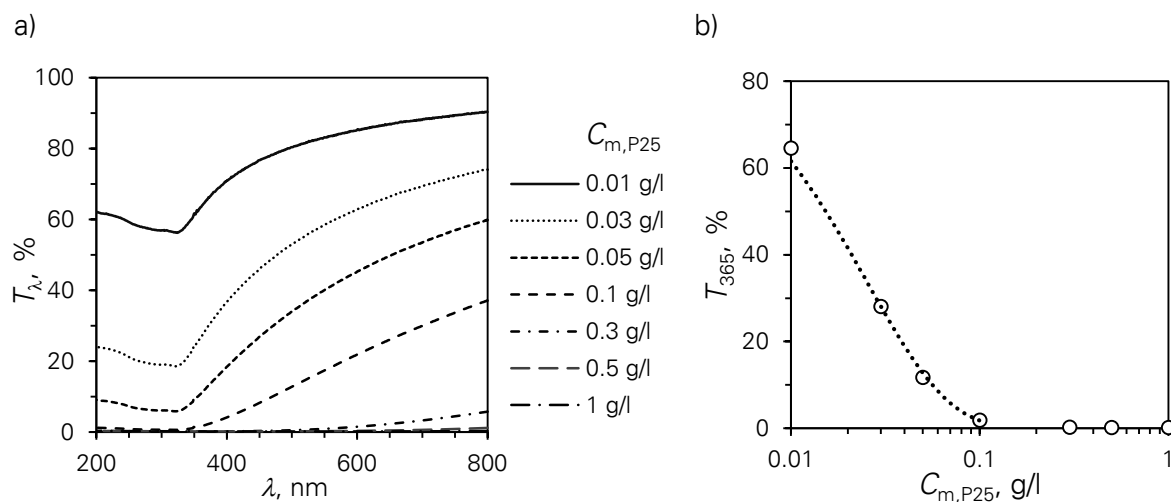 a)
100
80
60
40
20
0
200
400
600
800
T_λ, %
λ, nm
C_m,P25
0.01 g/l
0.03 g/l
0.05 g/l
0.1 g/l
0.3 g/l
0.5 g/l
1 g/l
b)
80
60
40
20
0
0.01
0.1
1
T_365, %
C_m,P25, g/l